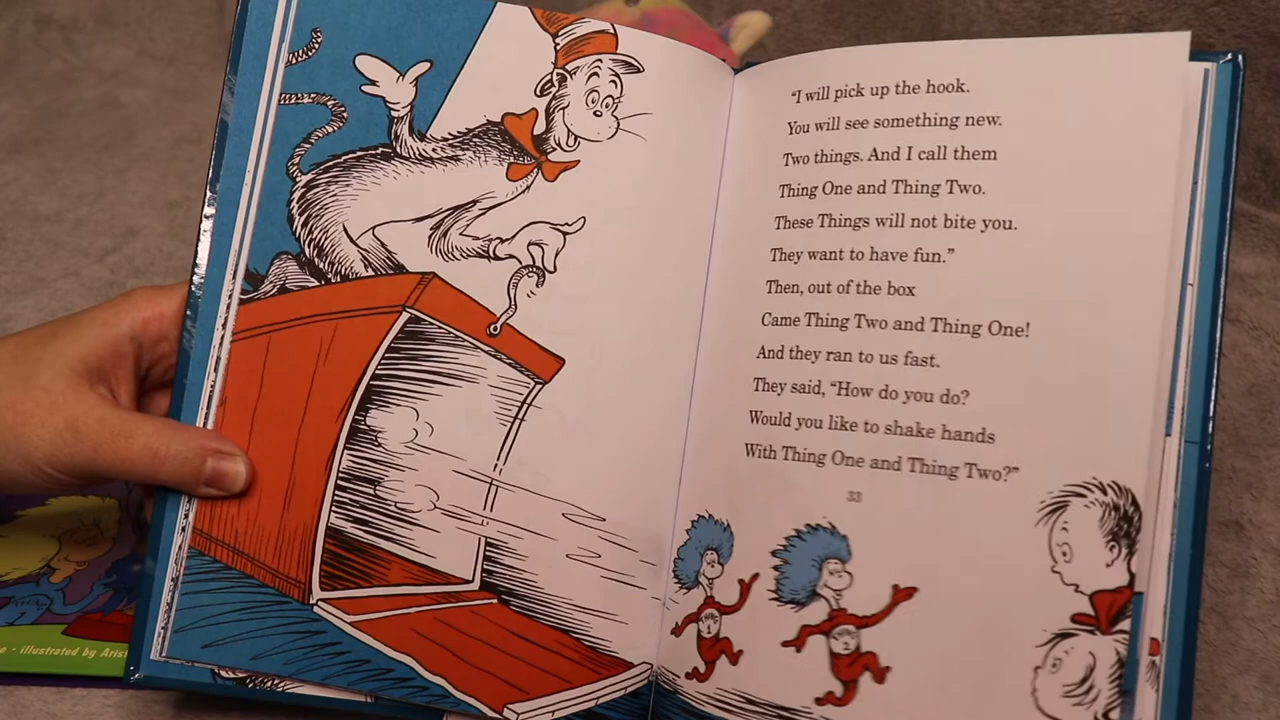 "I will pick up the hook.
You will see something new.
Two things. And I call them
Thing One and Thing Two.
These Things will not bite you.
They want to have fun."
Then, out of the box
Came Thing Two and Thing One!
And they ran to us fast.
They said, "How do you do?
Would you like to shake hands
With Thing One and Thing Two?"
33
• illustrated by